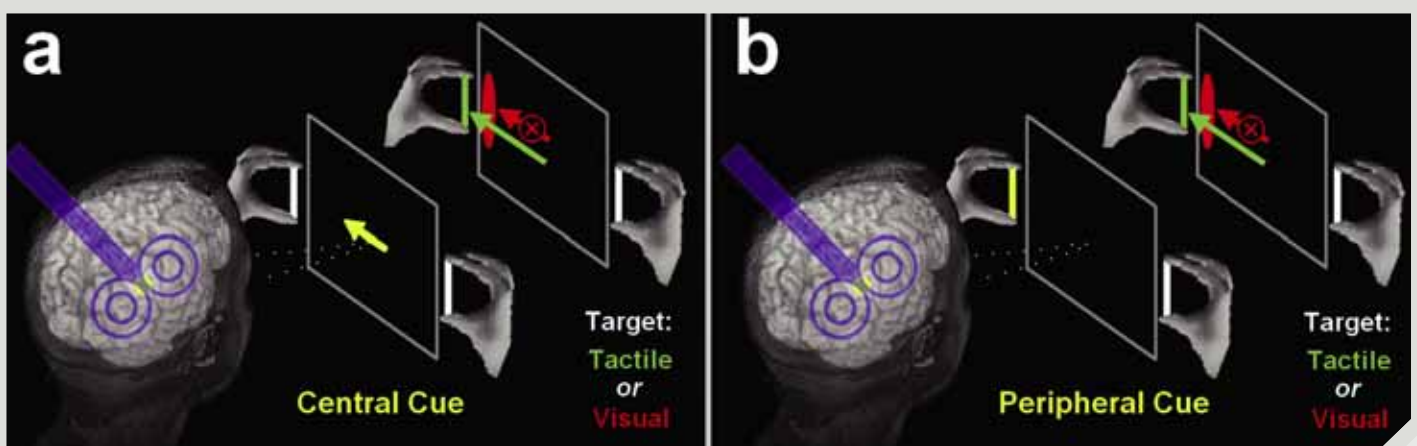 a
Central Cue
Target:
Tactile
or
Visual
b
Peripheral Cue
Target:
Tactile
or
Visual